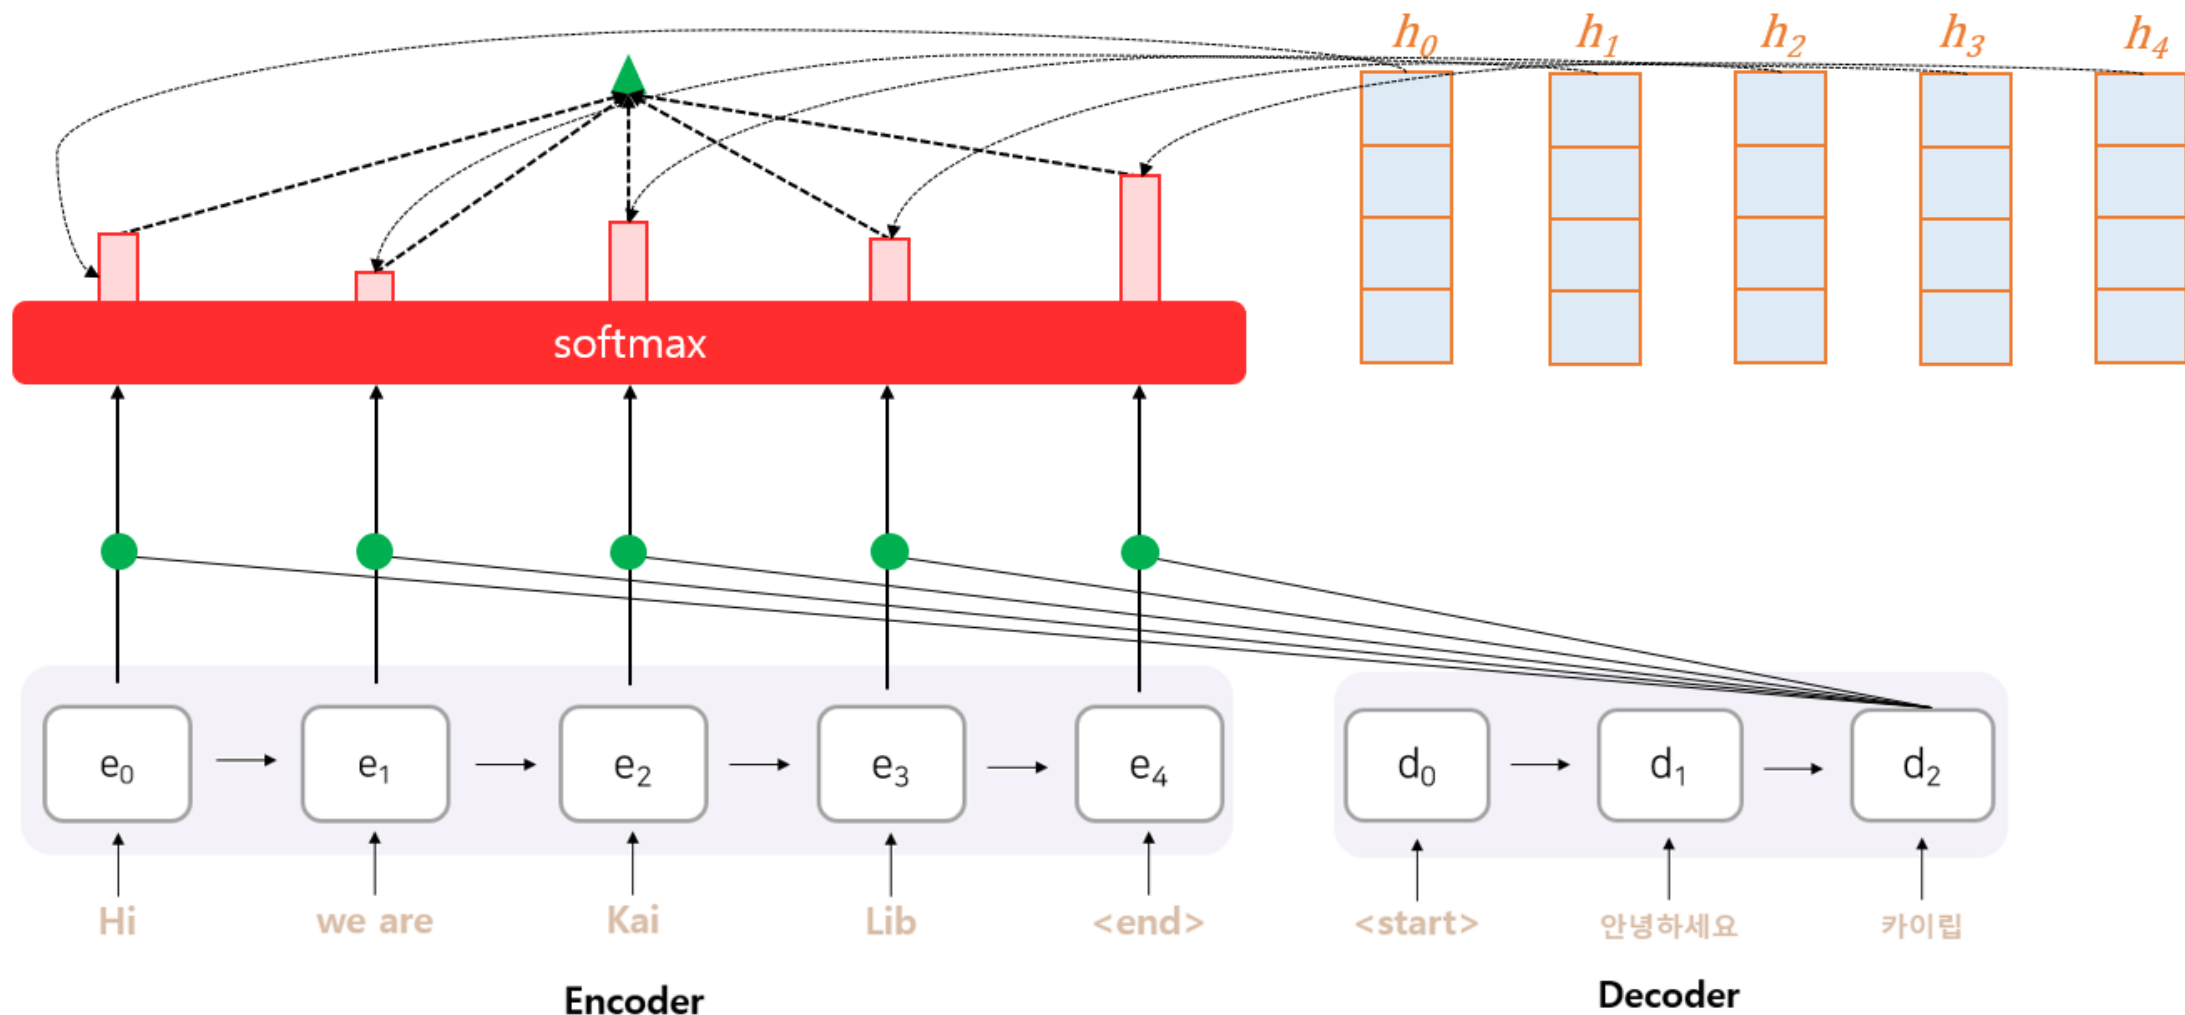 h0 h1 h2 h3 h4
softmax
e0 e1 e2 e3 e4 d0 d1 d2
Hi we are Kai Lib <end> <start> 안녕하세요 카이립
Encoder Decoder